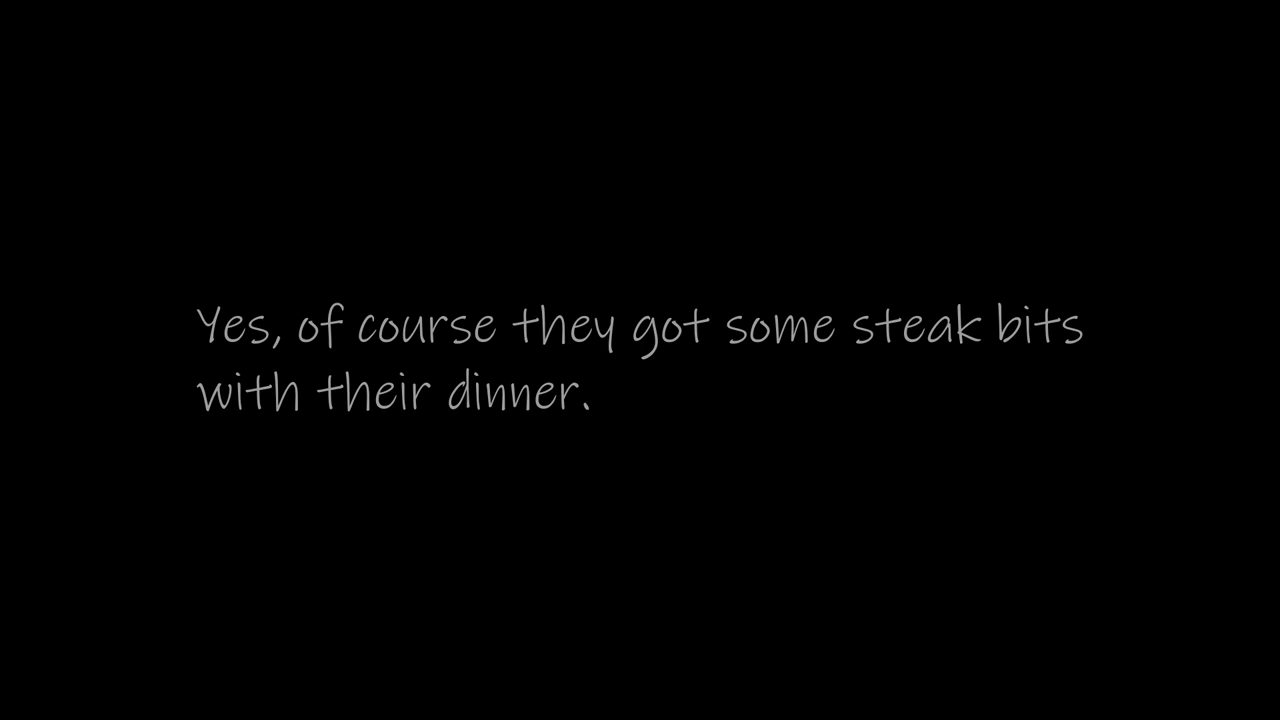 Yes, of course they got some steak bits
with their dinner.